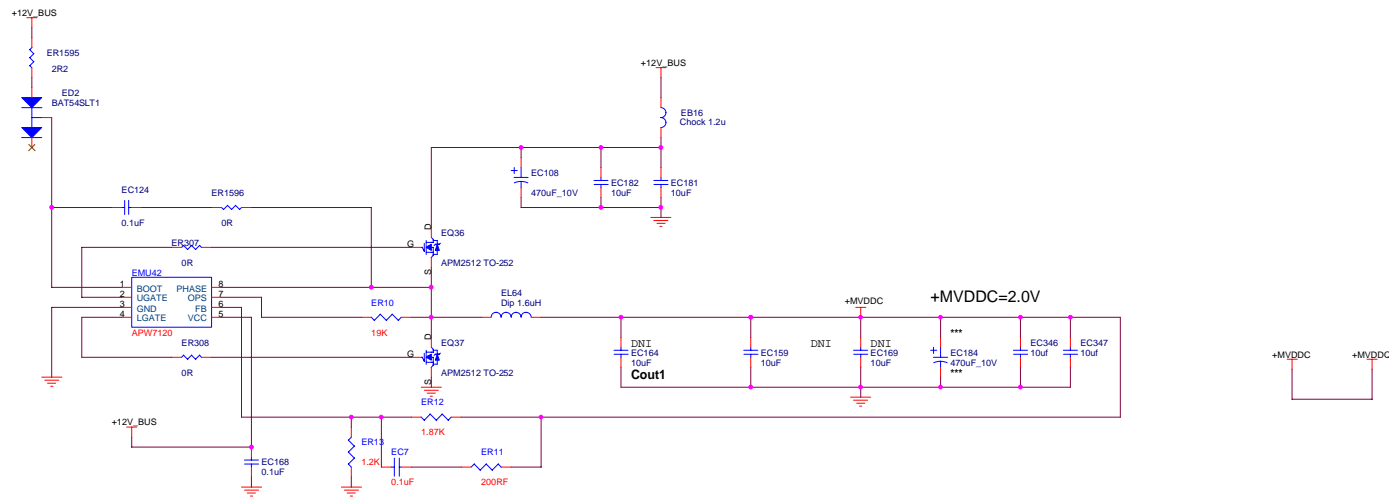 +12V_BUS
ER1595
2R2
ED2
BAT54SLT1
+12V_BUS
EB16
Chock 1.2u
EC108
470uF_10V
EC182
10uF
EC181
10uF
EC124
0.1uF
ER1596
0R
ER307
0R
D
G
S
EQ36
APM2512 TO-252
EMU42
1 BOOT PHASE 8
2 UGATE OPS 7
3 GND FB 6
4 LGATE VCC 5
APW7120
ER10
19K
EL64
Dip 1.6uH
+MVDDC
+MVDDC=2.0V
ER308
0R
D
G
S
EQ37
APM2512 TO-252
DNI
EC164
10uF
Cout1
EC159
10uF
DNI
DNI
EC169
10uF
***
EC184
470uF_10V
***
EC346
10uf
EC347
10uf
+MVDDC
+MVDDC
ER12
1.87K
+12V_BUS
EC168
0.1uF
ER13
1.2K
EC7
0.1uF
ER11
200RF